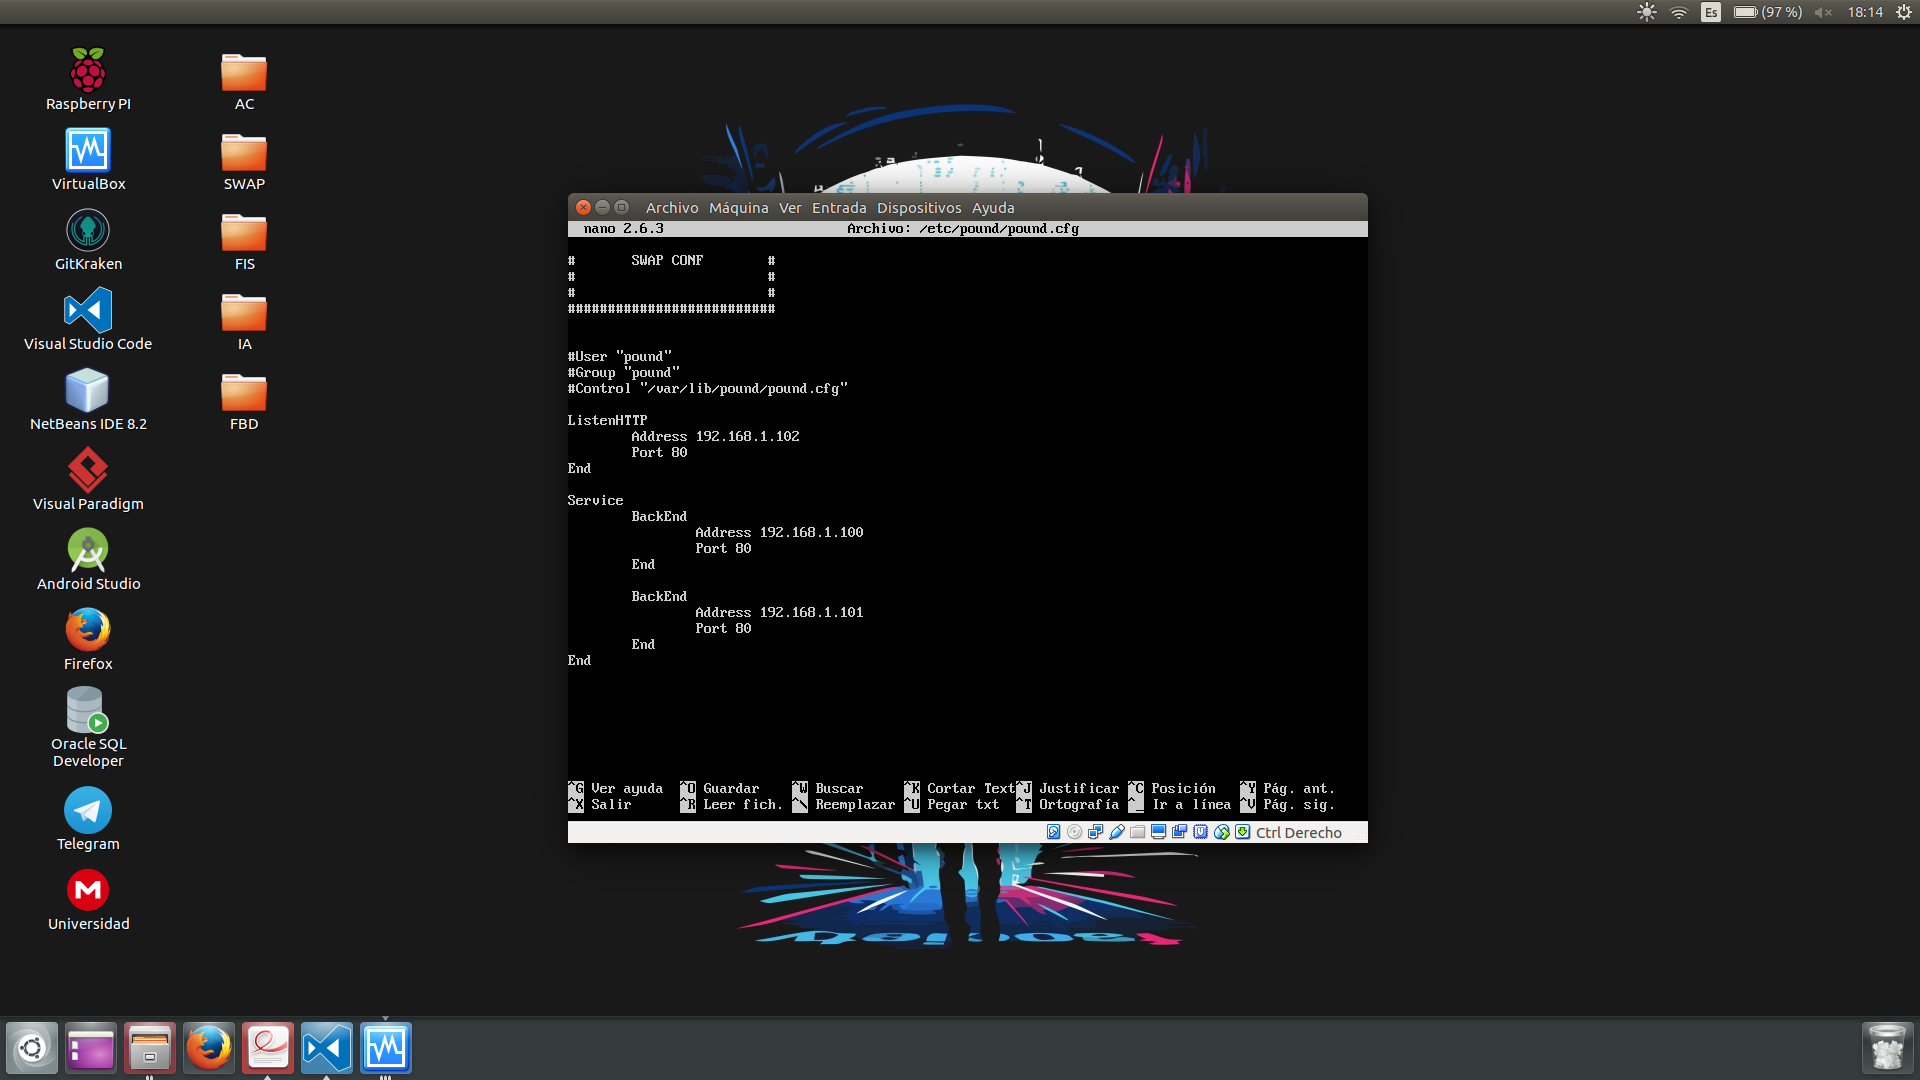 Es
(97 %)
18:14
Raspberry PI
AC
VirtualBox
SWAP
GitKraken
FIS
Visual Studio Code
IA
NetBeans IDE 8.2
FBD
Visual Paradigm
Android Studio
Firefox
Oracle SQL
Developer
Telegram
Universidad
Archivo Máquina Ver Entrada Dispositivos Ayuda
nano 2.6.3 Archivo: /etc/pound/pound.cfg
# SWAP CONF #
# #
# #
##########################
#User "pound"
#Group "pound"
#Control "/var/lib/pound/pound.cfg"
ListenHTTP
Address 192.168.1.102
Port 80
End
Service
BackEnd
Address 192.168.1.100
Port 80
End
BackEnd
Address 192.168.1.101
Port 80
End
End
^G Ver ayuda ^O Guardar ^W Buscar ^K Cortar Text ^J Justificar ^C Posición ^Y Pág. ant.
^X Salir ^R Leer fich. ^\ Reemplazar ^U Pegar txt ^T Ortografía ^_ Ir a línea ^V Pág. sig.
Ctrl Derecho